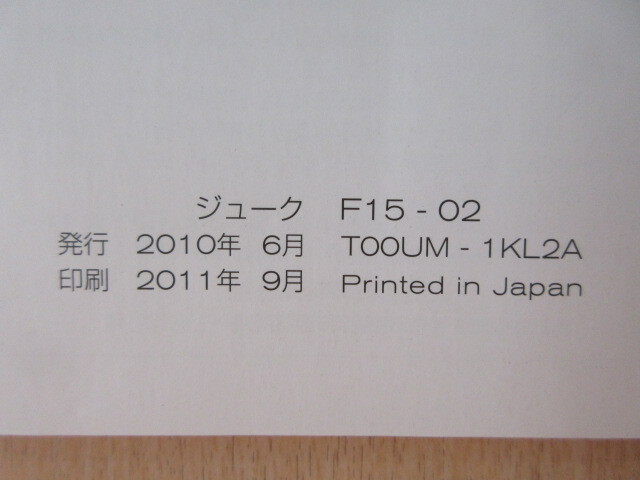 ジューク F15 - 02
発行 2010年 6月 TOOUM - 1KL2A
印刷 2011年 9月 Printed in Japan